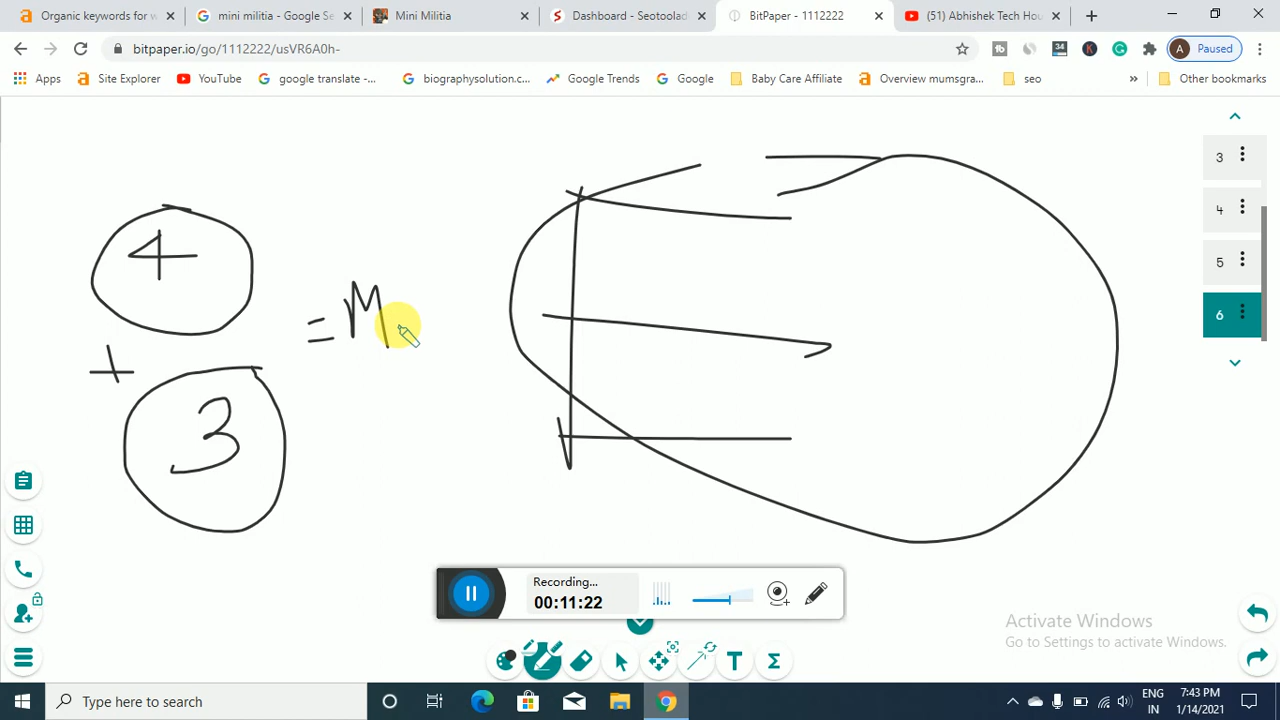 Organic keywords for w
mini militia - Google Se
Mini Militia
Dashboard - Seotoolad
BitPaper - 1112222
(51) Abhishek Tech Hou
bitpaper.io/go/1112222/usVR6A0h-
34
K
A Paused
Apps
Site Explorer
YouTube
google translate -...
biographysolution.c...
Google Trends
Google
Baby Care Affiliate
Overview mumsgra...
seo
»
Other bookmarks
3
4
5
6
4
+
3
= M
Recording...
00:11:22
Activate Windows
Go to Settings to activate Windows.
T
Σ
Type here to search
ENG
IN
7:43 PM
1/14/2021